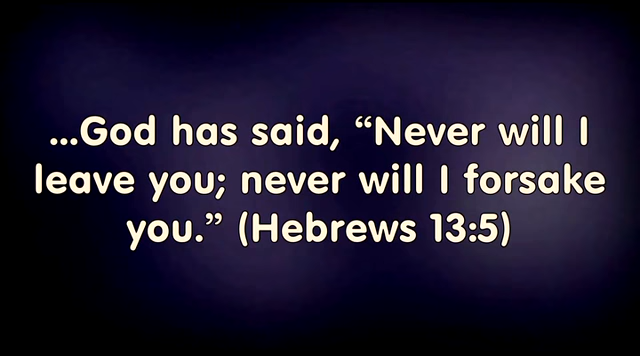 ...God has said, “Never will I
leave you; never will I forsake
you.” (Hebrews 13:5)